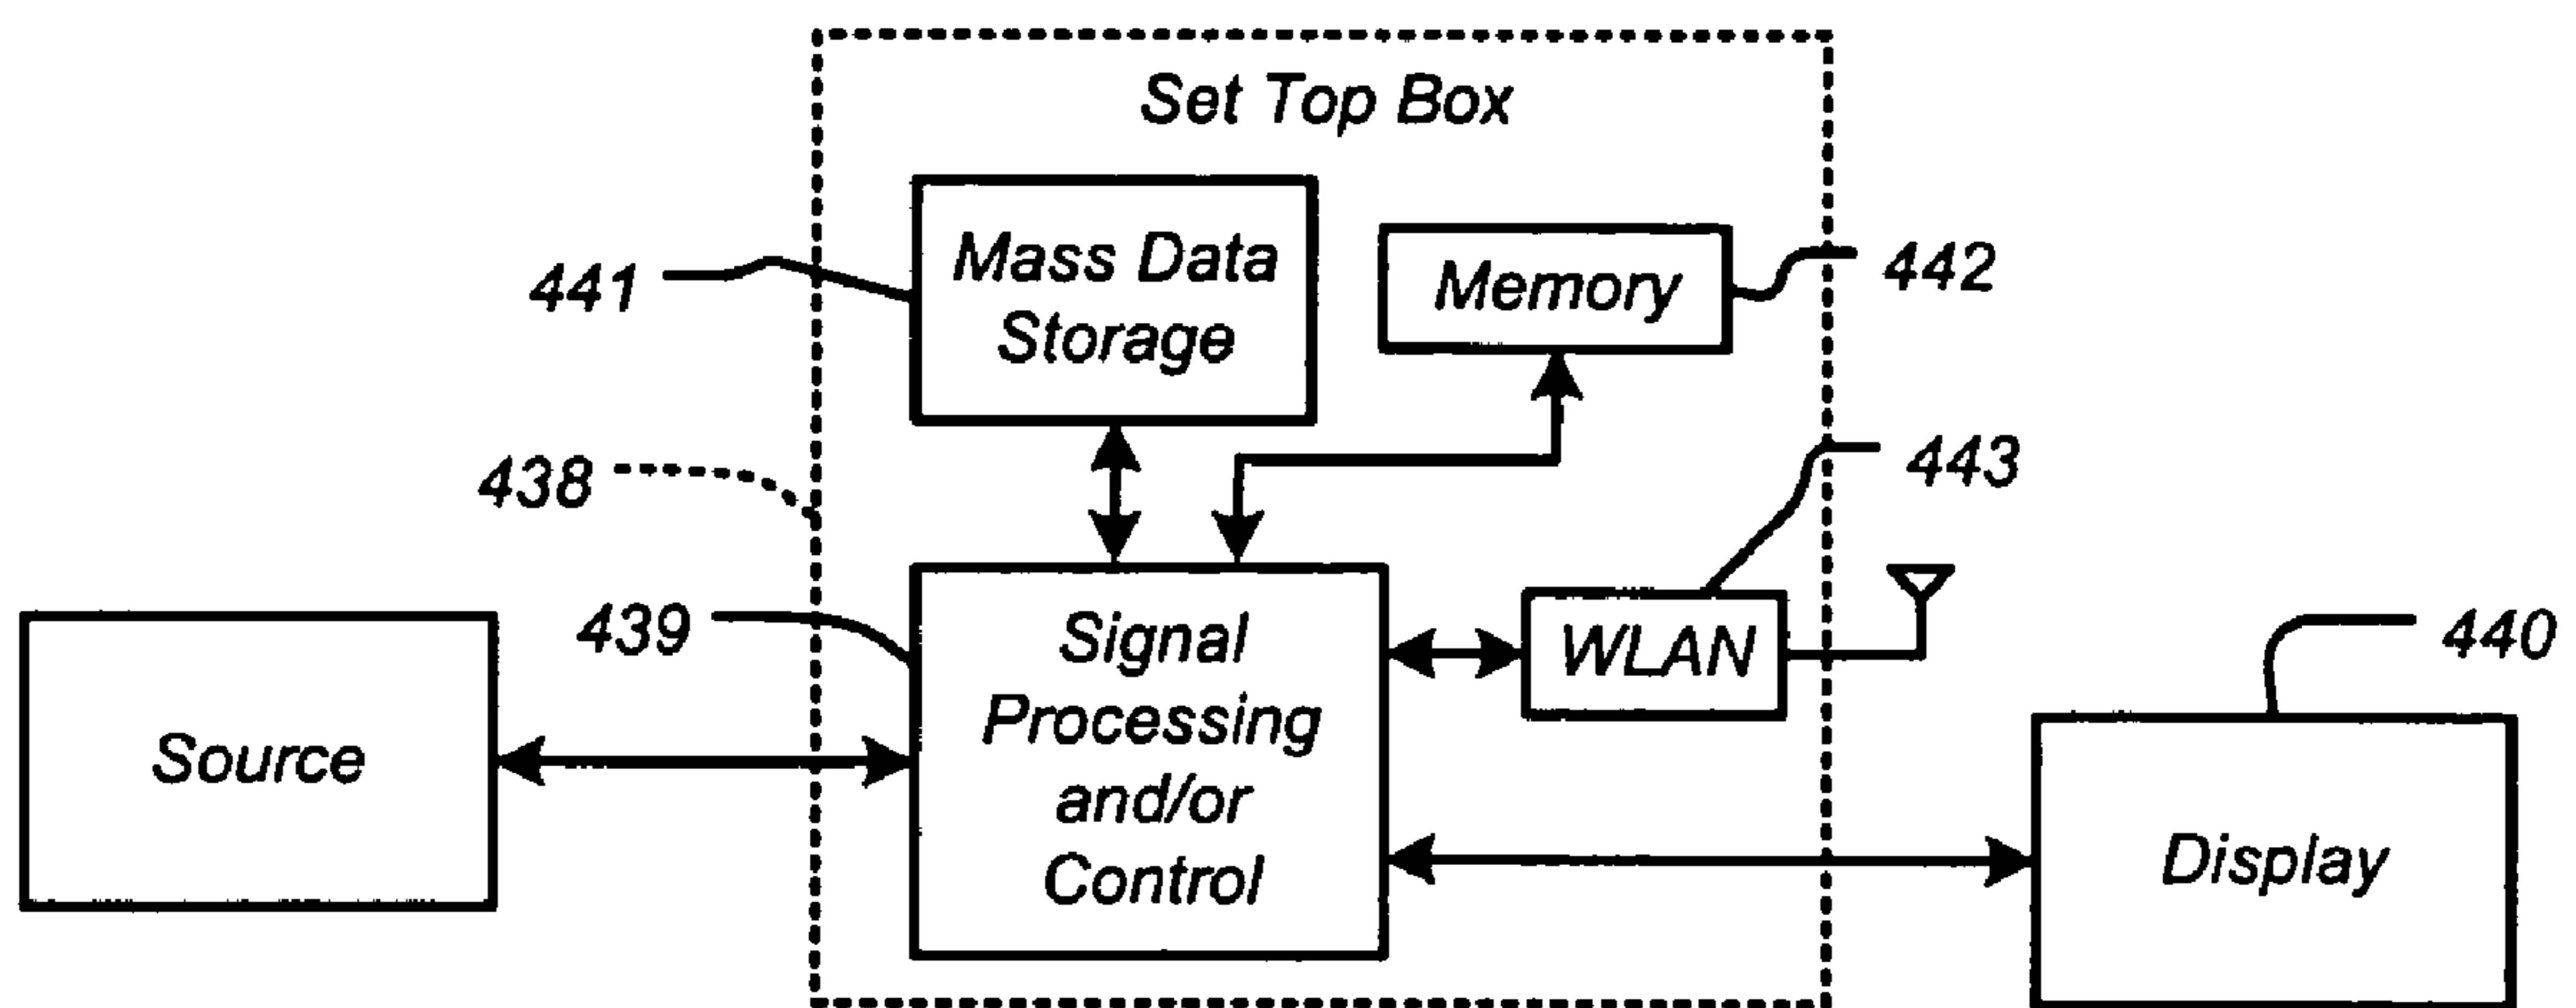 Set Top Box
441
Mass Data
Storage
Memory
442
438
443
439
Signal
Processing
and/or
Control
WLAN
440
Source
Display